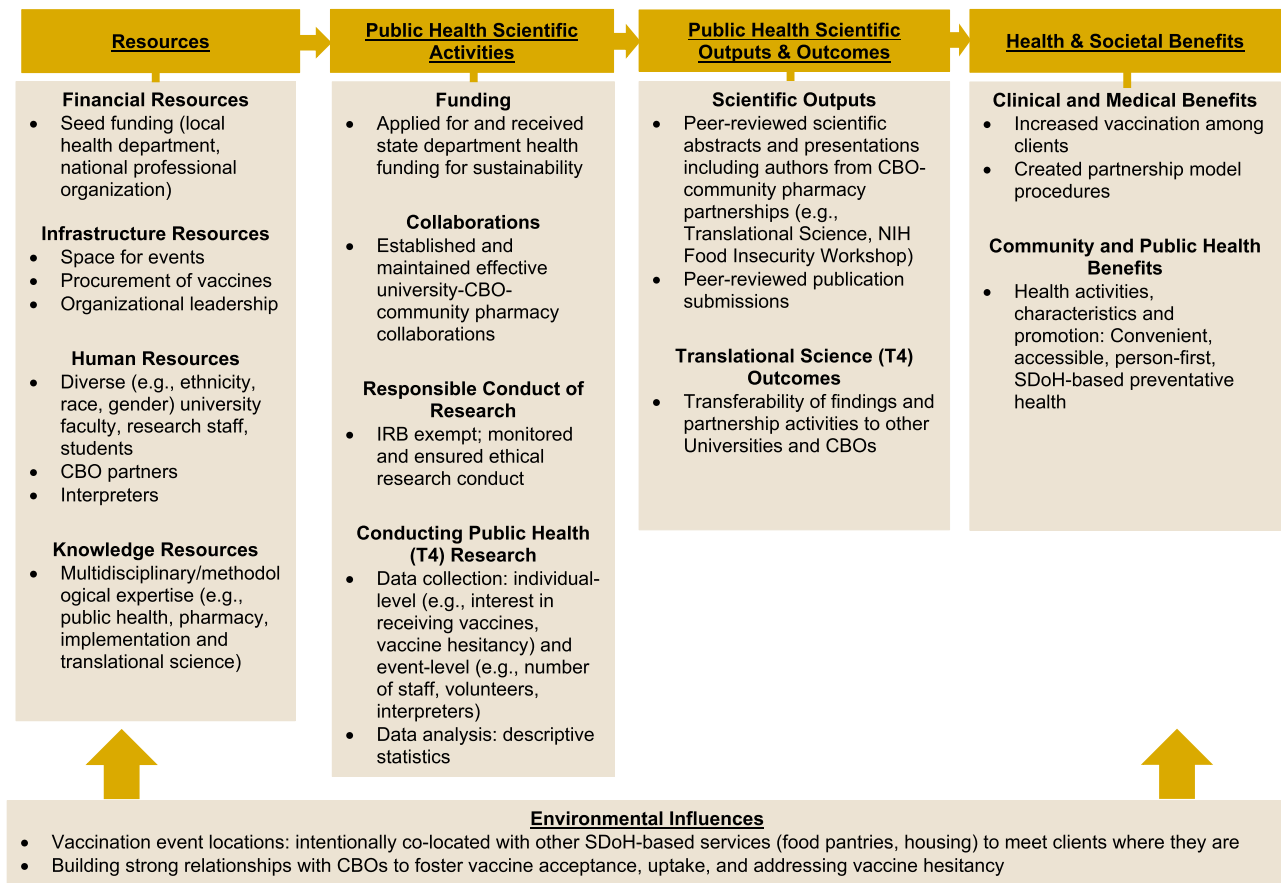 Resources
Public Health Scientific
Activities
Public Health Scientific
Outputs & Outcomes
Health & Societal Benefits
Financial Resources
• Seed funding (local
health department,
national professional
organization)
Infrastructure Resources
• Space for events
• Procurement of vaccines
• Organizational leadership
Human Resources
• Diverse (e.g., ethnicity,
race, gender) university
faculty, research staff,
students
• CBO partners
• Interpreters
Knowledge Resources
• Multidisciplinary/methodol
ogical expertise (e.g.,
public health, pharmacy,
implementation and
translational science)
Funding
• Applied for and received
state department health
funding for sustainability
Collaborations
• Established and
maintained effective
university-CBO-
community pharmacy
collaborations
Responsible Conduct of
Research
• IRB exempt; monitored
and ensured ethical
research conduct
Conducting Public Health
(T4) Research
• Data collection: individual-
level (e.g., interest in
receiving vaccines,
vaccine hesitancy) and
event-level (e.g., number
of staff, volunteers,
interpreters)
• Data analysis: descriptive
statistics
Scientific Outputs
• Peer-reviewed scientific
abstracts and presentations
including authors from CBO-
community pharmacy
partnerships (e.g.,
Translational Science, NIH
Food Insecurity Workshop)
• Peer-reviewed publication
submissions
Translational Science (T4)
Outcomes
• Transferability of findings and
partnership activities to other
Universities and CBOs
Clinical and Medical Benefits
• Increased vaccination among
clients
• Created partnership model
procedures
Community and Public Health
Benefits
• Health activities,
characteristics and
promotion: Convenient,
accessible, person-first,
SDoH-based preventative
health
Environmental Influences
• Vaccination event locations: intentionally co-located with other SDoH-based services (food pantries, housing) to meet clients where they are
• Building strong relationships with CBOs to foster vaccine acceptance, uptake, and addressing vaccine hesitancy